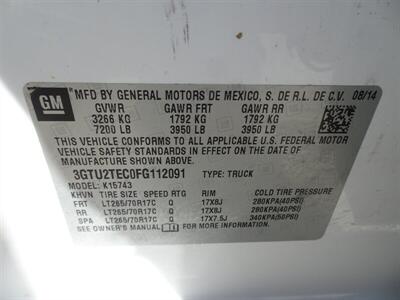 GM
MFD BY GENERAL MOTORS DE MEXICO, S. DE R.L. DE C.V. 08/14
GVWR GAWR FRT GAWR RR
3266 KG 1792 KG 1792 KG
7200 LB 3950 LB 3950 LB
THIS VEHICLE CONFORMS TO ALL APPLICABLE U.S. FEDERAL MOTOR
VEHICLE SAFETY STANDARDS IN EFFECT ON THE DATE OF
MANUFACTURE SHOWN ABOVE.
3GTU2TEC0FG112091 TYPE: TRUCK
MODEL: K15743
KHVN TIRE SIZE SPEED RTG RIM COLD TIRE PRESSURE
FRT LT265/70R17C Q 17X8J 280KPA(40PSI)
RR LT265/70R17C Q 17X8J 280KPA(40PSI)
SPA LT265/70R17C Q 17X7.5J 340KPA(50PSI)
SEE OWNER'S MANUAL FOR ADDITIONAL INFORMATION.